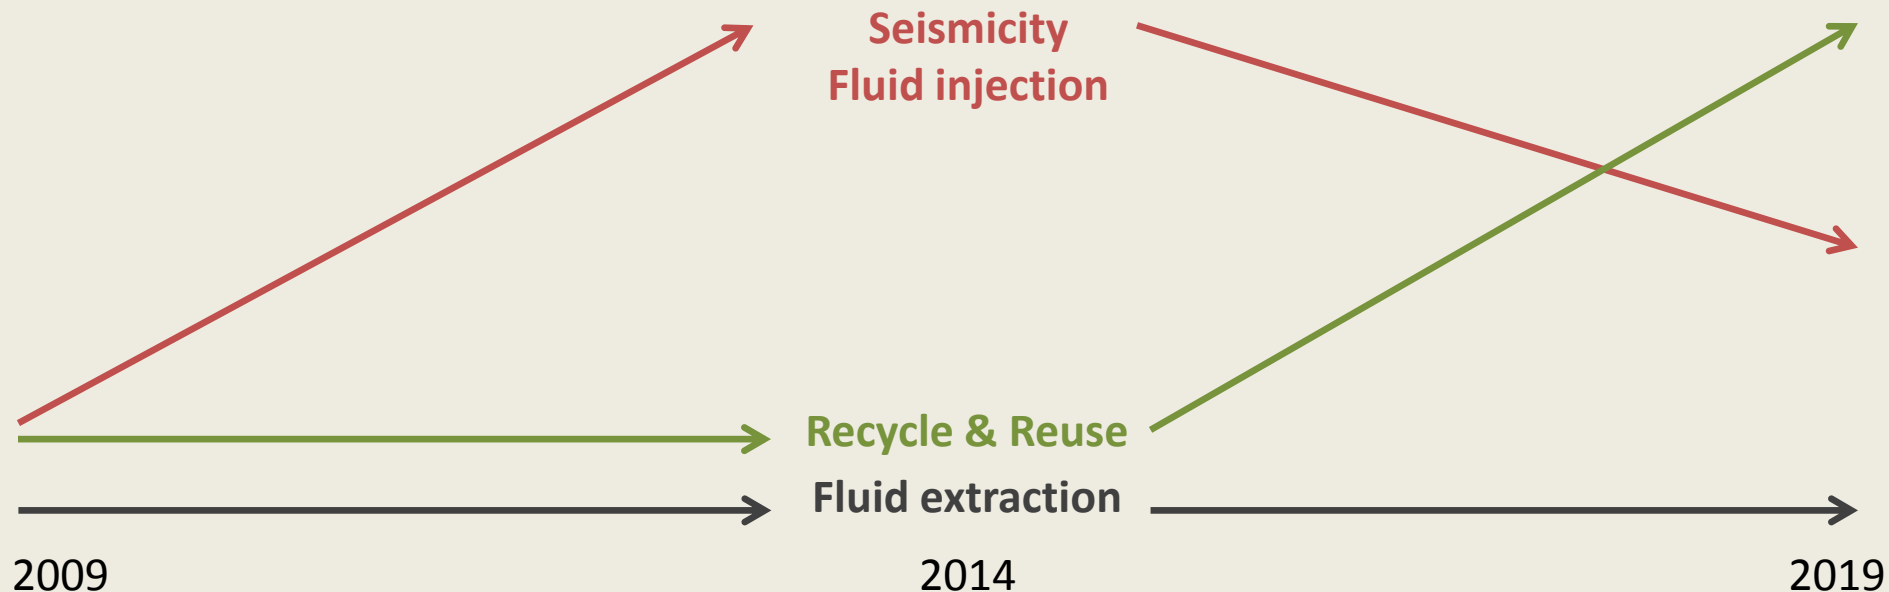 Seismicity
Fluid injection
Recycle & Reuse
Fluid extraction
2009 2014 2019